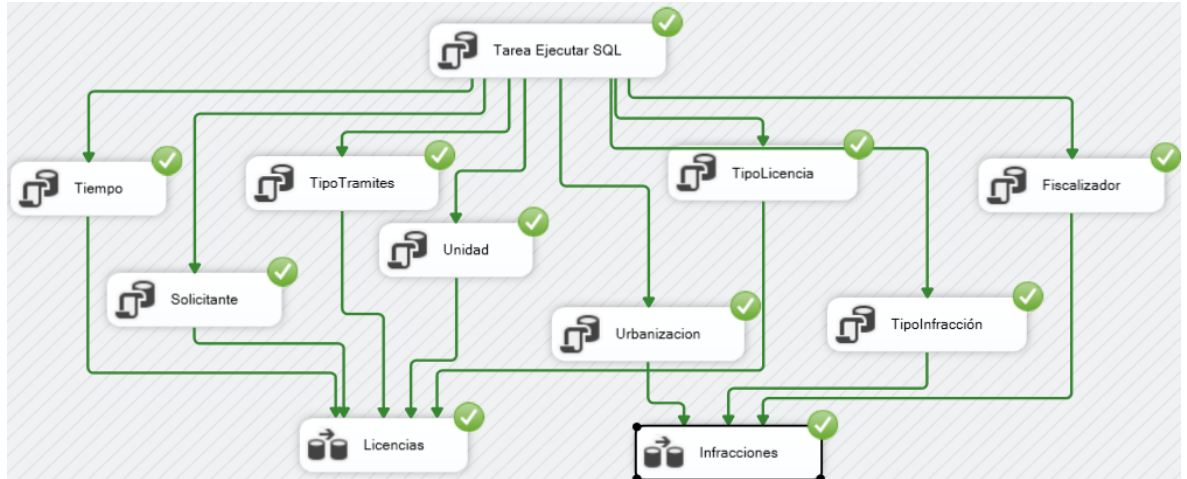 Tarea Ejecutar SQL
Tiempo
TipoTramites
TipoLicencia
Fiscalizador
Unidad
Solicitante
Urbanizacion
TipoInfracción
Licencias
Infracciones